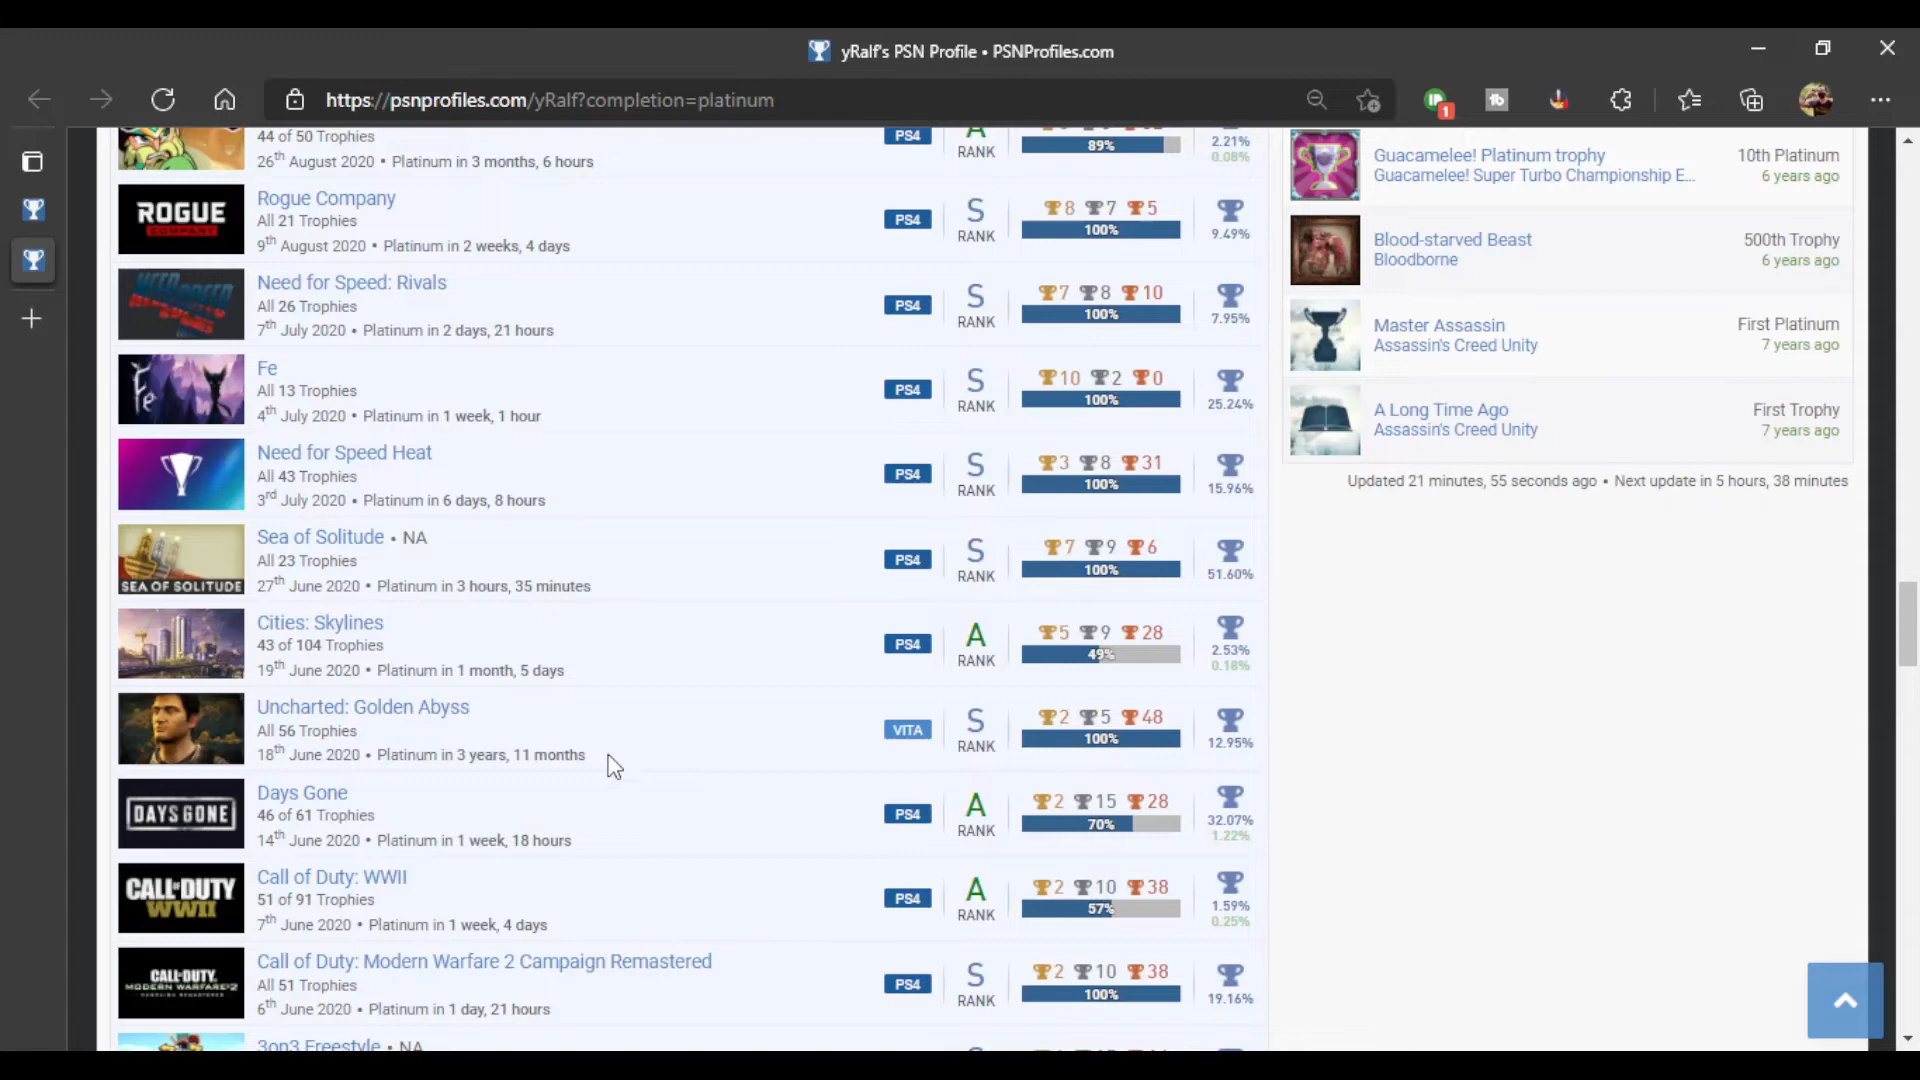 yRalf's PSN Profile • PSNProfiles.com
https://psnprofiles.com/yRalf?completion=platinum
1
44 of 50 Trophies
26th August 2020 • Platinum in 3 months, 6 hours
PS4
A
RANK
89%
2.21%
0.08%
ROGUE
COMPANY
Rogue Company
All 21 Trophies
9th August 2020 • Platinum in 2 weeks, 4 days
PS4
S
RANK
8 7 5
100%
9.49%
NEED SPEED
RIVALS
Need for Speed: Rivals
All 26 Trophies
7th July 2020 • Platinum in 2 days, 21 hours
PS4
S
RANK
7 8 10
100%
7.95%
Fe
Fe
All 13 Trophies
4th July 2020 • Platinum in 1 week, 1 hour
PS4
S
RANK
10 2 0
100%
25.24%
Need for Speed Heat
All 43 Trophies
3rd July 2020 • Platinum in 6 days, 8 hours
PS4
S
RANK
3 8 31
100%
15.96%
SEA OF SOLITUDE
Sea of Solitude • NA
All 23 Trophies
27th June 2020 • Platinum in 3 hours, 35 minutes
PS4
S
RANK
7 9 6
100%
51.60%
Cities: Skylines
43 of 104 Trophies
19th June 2020 • Platinum in 1 month, 5 days
PS4
A
RANK
5 9 28
49%
2.53%
0.18%
Uncharted: Golden Abyss
All 56 Trophies
18th June 2020 • Platinum in 3 years, 11 months
VITA
S
RANK
2 5 48
100%
12.95%
DAYS GONE
Days Gone
46 of 61 Trophies
14th June 2020 • Platinum in 1 week, 18 hours
PS4
A
RANK
2 15 28
70%
32.07%
1.22%
CALL OF DUTY
WWII
Call of Duty: WWII
51 of 91 Trophies
7th June 2020 • Platinum in 1 week, 4 days
PS4
A
RANK
2 10 38
57%
1.59%
0.25%
CALL OF DUTY
MODERN WARFARE 2
CAMPAIGN REMASTERED
Call of Duty: Modern Warfare 2 Campaign Remastered
All 51 Trophies
6th June 2020 • Platinum in 1 day, 21 hours
PS4
S
RANK
2 10 38
100%
19.16%
3on3 Freestyle • NA
Guacamelee! Platinum trophy
Guacamelee! Super Turbo Championship E...
10th Platinum
6 years ago
Blood-starved Beast
Bloodborne
500th Trophy
6 years ago
Master Assassin
Assassin's Creed Unity
First Platinum
7 years ago
A Long Time Ago
Assassin's Creed Unity
First Trophy
7 years ago
Updated 21 minutes, 55 seconds ago • Next update in 5 hours, 38 minutes